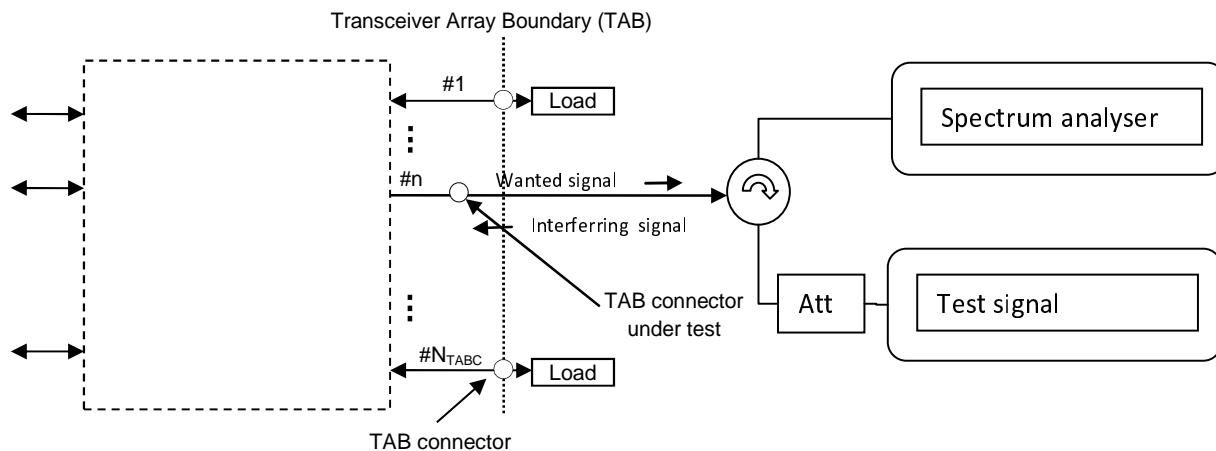 Transceiver Array Boundary (TAB)
#1
Load
Spectrum analyser
#n
Wanted signal
Interferring signal
TAB connector
under test
Att
Test signal
#NTABC
Load
TAB connector